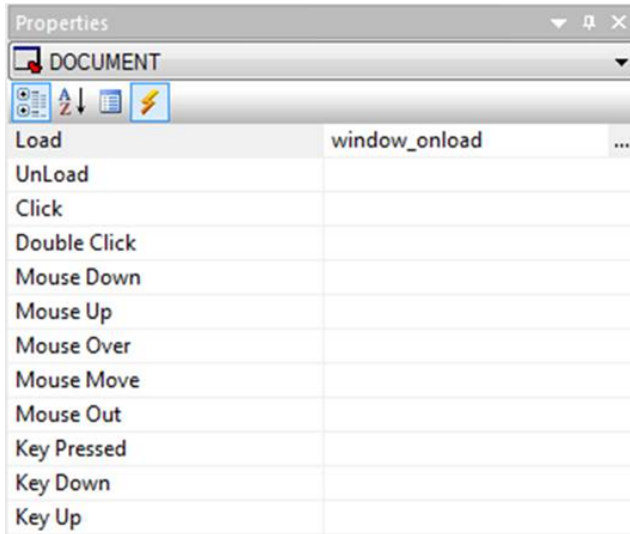 Properties
DOCUMENT
Load window_onload ...
UnLoad
Click
Double Click
Mouse Down
Mouse Up
Mouse Over
Mouse Move
Mouse Out
Key Pressed
Key Down
Key Up